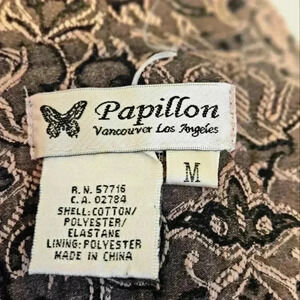 Papillon
Vancouver Los Angeles
M
R.N. 57716
C.A. 02784
SHELL:COTTON/
POLYESTER/
ELASTANE
LINING:POLYESTER
MADE IN CHINA